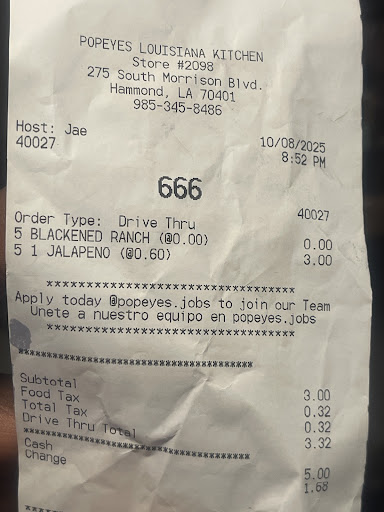 POPEYES LOUISIANA KITCHEN
Store #2098
275 South Morrison Blvd.
Hammond, LA 70401
985-345-8486
Host: Jae 10/08/2025
40027 8:52 PM
666
40027
Order Type: Drive Thru
5 BLACKENED RANCH (@0.00) 0.00
5 1 JALAPENO (@0.60) 3.00
***********************************
Apply today @popeyes.jobs to join our Team
Unete a nuestro equipo en popeyes.jobs
***********************************
***********************************
Subtotal 3.00
Food Tax 0.32
Total Tax 0.32
Drive Thru Total 3.32
***********************************
Cash 5.00
Change 1.68